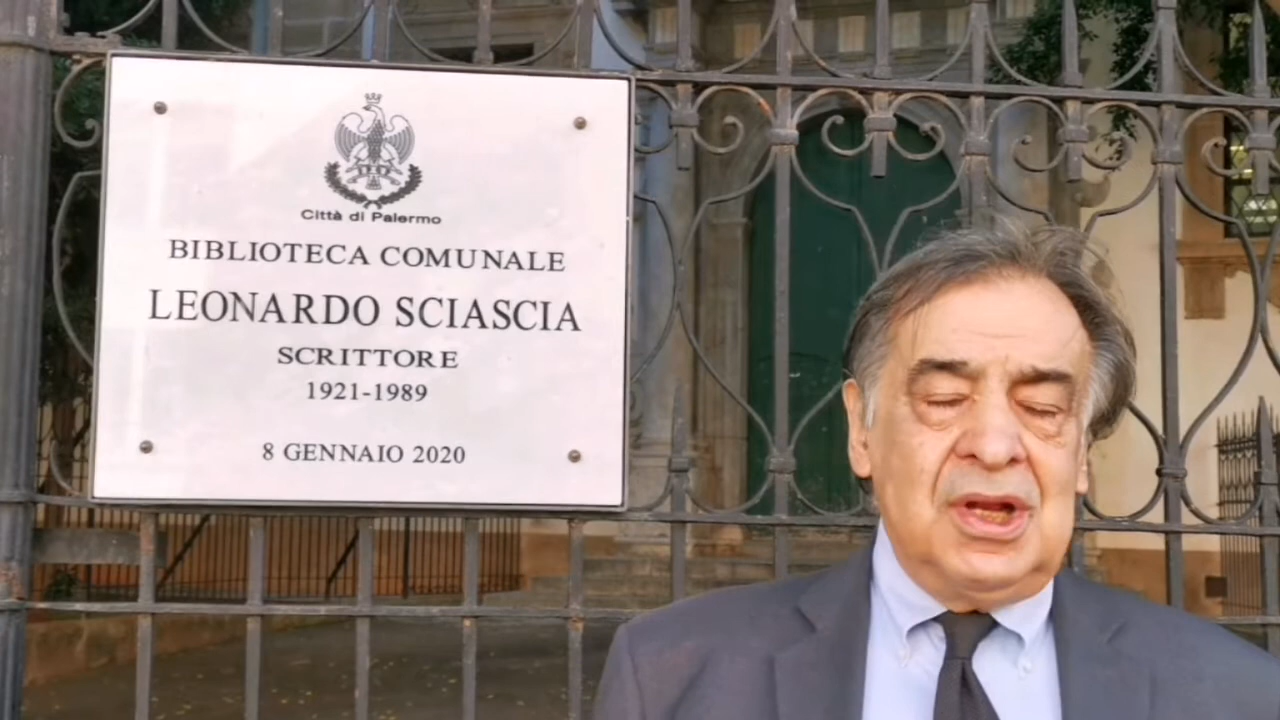 Città di Palermo
BIBLIOTECA COMUNALE
LEONARDO SCIASCIA
SCRITTORE
1921-1989
8 GENNAIO 2020